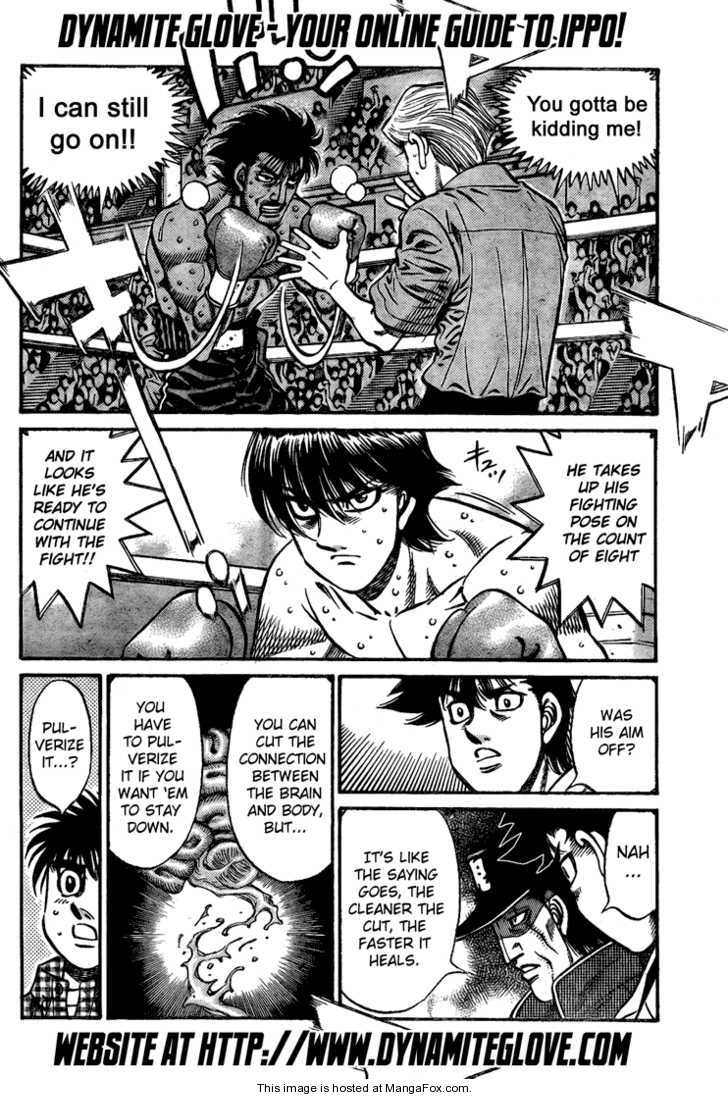 DYNAMITE GLOVE - YOUR ONLINE GUIDE TO IPPO!
You gotta be
kidding me!
I can still
go on!!
HE TAKES
UP HIS
FIGHTING
POSE ON
THE COUNT
OF EIGHT
AND IT
LOOKS
LIKE HE'S
READY TO
CONTINUE
WITH THE
FIGHT!!
WAS
HIS AIM
OFF?
NAH
...
IT'S LIKE
THE SAYING
GOES, THE
CLEANER THE
CUT, THE
FASTER IT
HEALS.
YOU CAN
CUT THE
CONNECTION
BETWEEN
THE BRAIN
AND BODY,
BUT...
YOU
HAVE
TO PUL-
VERIZE
IT IF YOU
WANT 'EM
TO STAY
DOWN.
PUL-
VERIZE
IT...?
WEBSITE AT HTTP://WWW.DYNAMITEGLOVE.COM
This image is hosted at MangaFox.com.